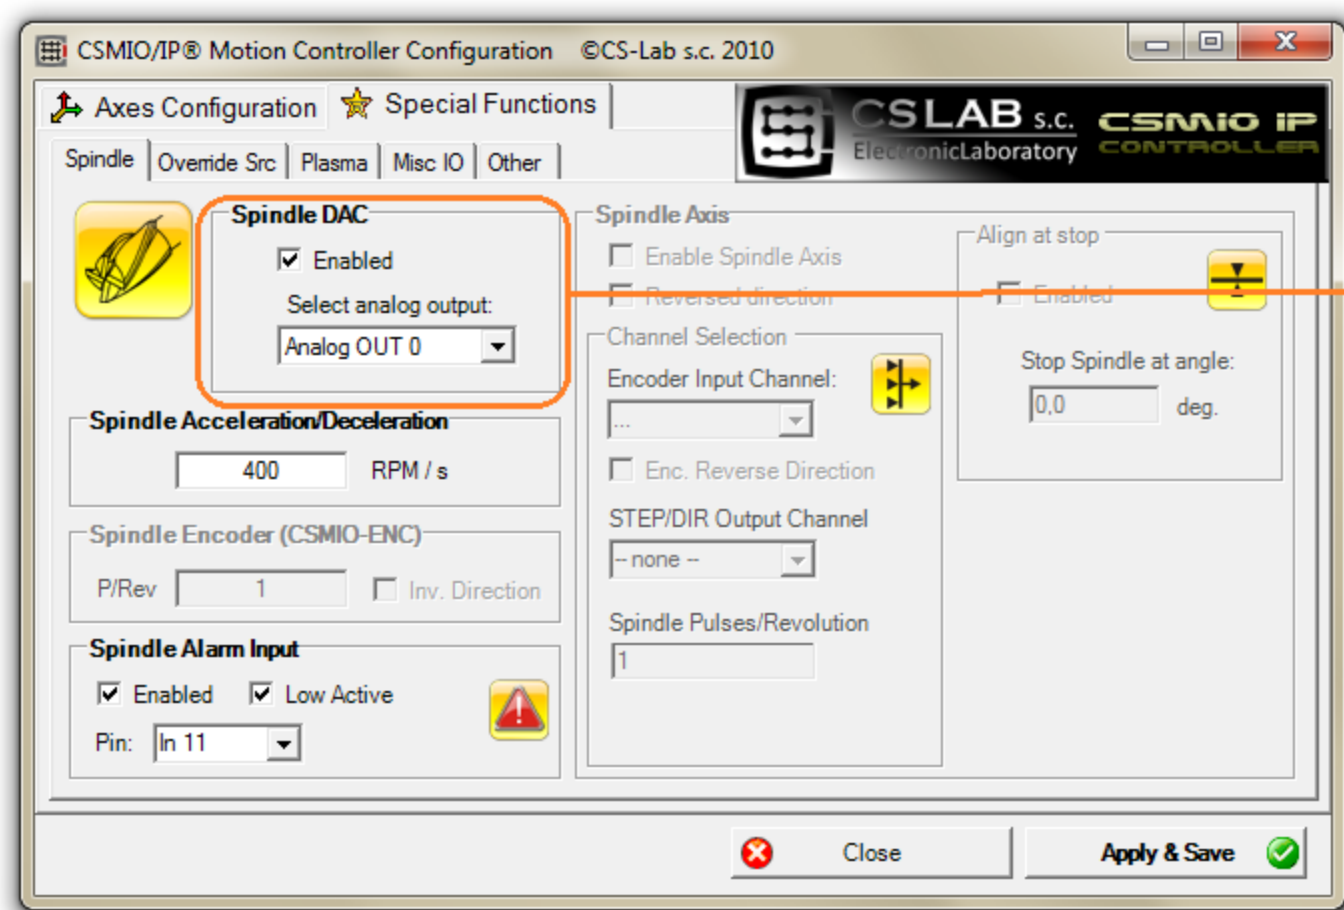 CSMIO/IP® Motion Controller Configuration ©CS-Lab s.c. 2010
Axes Configuration
Special Functions
CSLAB s.c.
ElectronicLaboratory
CSMIO IP
CONTROLLER
Spindle
Override Src
Plasma
Misc IO
Other
Spindle DAC
Enabled
Select analog output:
Analog OUT 0
Spindle Acceleration/Deceleration
400 RPM / s
Spindle Encoder (CSMIO-ENC)
P/Rev 1 Inv. Direction
Spindle Alarm Input
Enabled Low Active
Pin: In 11
Spindle Axis
Enable Spindle Axis
Reversed direction
Channel Selection
Encoder Input Channel:
...
Enc. Reverse Direction
STEP/DIR Output Channel
-- none --
Spindle Pulses/Revolution
1
Align at stop
Enabled
Stop Spindle at angle:
0,0 deg.
Close
Apply & Save